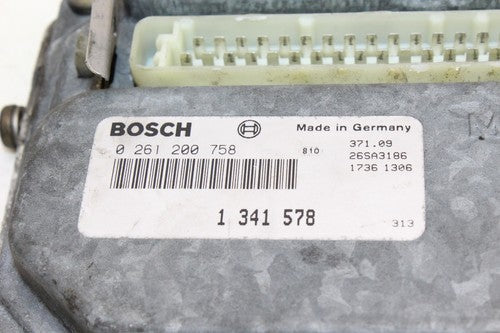 BOSCH Made in Germany
0 261 200 758 810 371.09
26SA3186
1736 1306
1 341 578 313